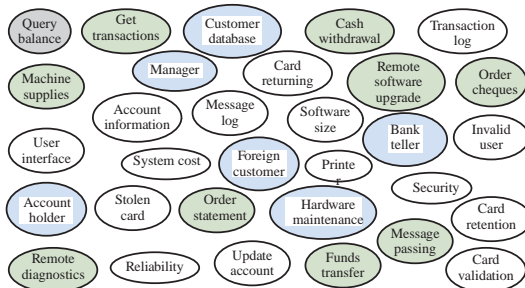 Query
balance
Get
transactions
Customer
database
Cash
withdrawal
Transaction
log
Machine
supplies
Manager
Card
returning
Remote
software
upgrade
Order
cheques
Account
information
Message
log
Software
size
Bank
teller
Invalid
user
User
interface
System cost
Foreign
customer
Printe
r
Security
Account
holder
Stolen
card
Order
statement
Hardware
maintenance
Card
retention
Message
passing
Remote
diagnostics
Reliability
Update
account
Funds
transfer
Card
validation